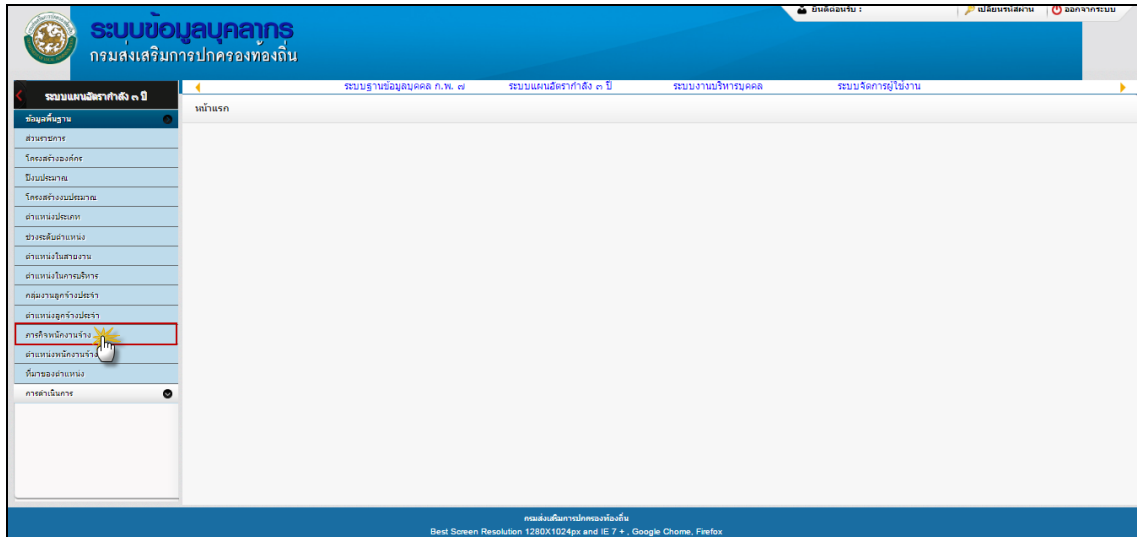 ระบบข้อมูลบุคลากร
กรมส่งเสริมการปกครองท้องถิ่น
ยินดีต้อนรับ :
เปลี่ยนรหัสผ่าน
ออกจากระบบ
ระบบแผนอัตรากำลัง ๓ ปี
ระบบฐานข้อมูลบุคคล ก.พ. ๗
ระบบแผนอัตรากำลัง ๓ ปี
ระบบงานบริหารบุคคล
ระบบจัดการผู้ใช้งาน
หน้าแรก
ข้อมูลพื้นฐาน
ส่วนราชการ
โครงสร้างองค์กร
ปีงบประมาณ
โครงสร้างงบประมาณ
ตำแหน่งประเภท
ช่วงระดับตำแหน่ง
ตำแหน่งในสายงาน
ตำแหน่งในการบริหาร
กลุ่มงานลูกจ้างประจำ
ตำแหน่งลูกจ้างประจำ
ภารกิจพนักงานจ้าง
ตำแหน่งพนักงานจ้าง
ที่มาของตำแหน่ง
การดำเนินการ
กรมส่งเสริมการปกครองท้องถิ่น
Best Screen Resolution 1280X1024px and IE 7 + , Google Chome, Firefox